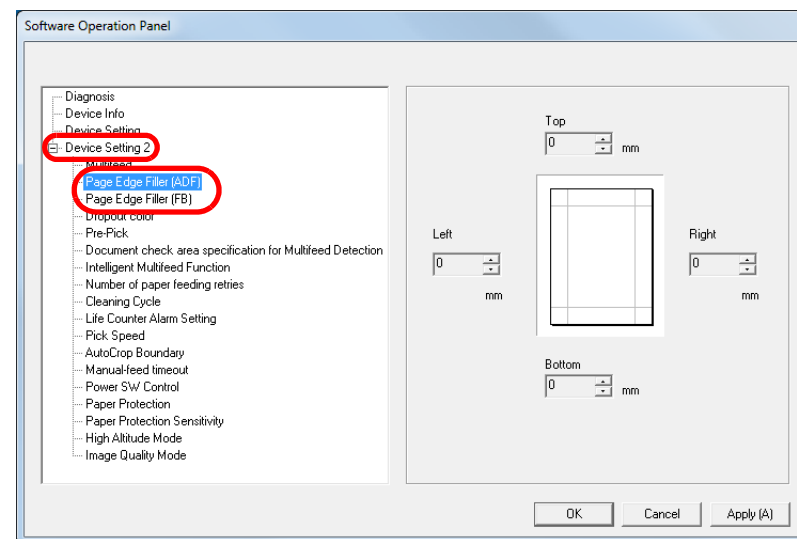 Software Operation Panel
Diagnosis
Device Info
Device Setting
Device Setting 2
Multifeed
Page Edge Filler (ADF)
Page Edge Filler (FB)
Dropout color
Pre-Pick
Document check area specification for Multifeed Detection
Intelligent Multifeed Function
Number of paper feeding retries
Cleaning Cycle
Life Counter Alarm Setting
Pick Speed
AutoCrop Boundary
Manual-feed timeout
Power SW Control
Paper Protection
Paper Protection Sensitivity
High Altitude Mode
Image Quality Mode
Top
0 mm
Left
0
mm
Right
0
mm
Bottom
0 mm
OK Cancel Apply (A)